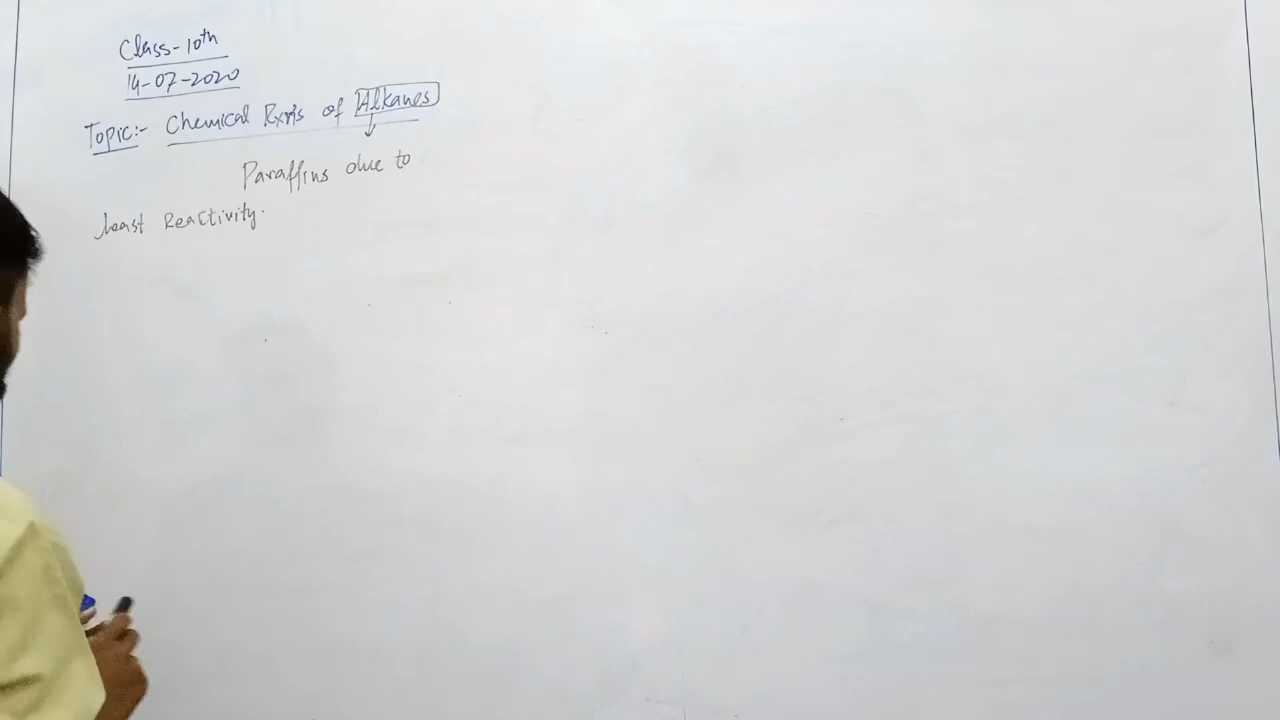 Class-10th
14-07-2020
Topic:- Chemical Rxns of Alkanes
Paraffins due to
least Reactivity.